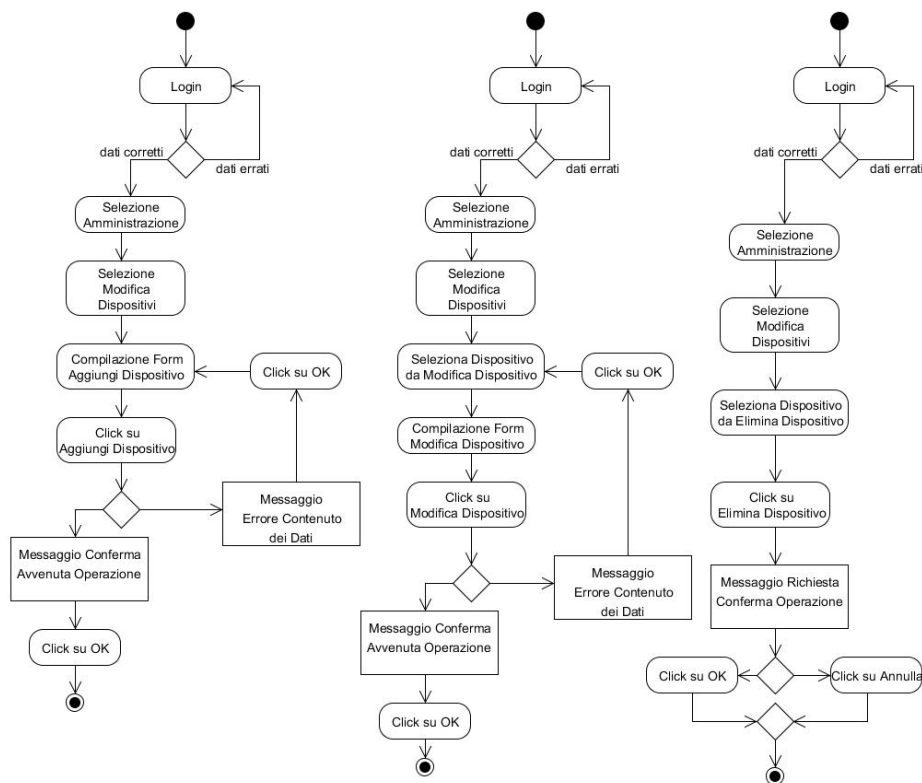 Login
dati corretti
dati errati
Selezione
Amministrazione
Selezione
Modifica
Dispositivi
Compilazione Form
Aggiungi Dispositivo
Click su OK
Click su
Aggiungi Dispositivo
Messaggio
Errore Contenuto
dei Dati
Messaggio Conferma
Avvenuta Operazione
Click su OK
Login
dati corretti
dati errati
Selezione
Amministrazione
Selezione
Modifica
Dispositivi
Seleziona Dispositivo
da Modifica Dispositivo
Click su OK
Compilazione Form
Modifica Dispositivo
Click su
Modifica Dispositivo
Messaggio
Errore Contenuto
dei Dati
Messaggio Conferma
Avvenuta Operazione
Click su OK
Login
dati corretti
dati errati
Selezione
Amministrazione
Selezione
Modifica
Dispositivi
Seleziona Dispositivo
da Elimina Dispositivo
Click su
Elimina Dispositivo
Messaggio Richiesta
Conferma Operazione
Click su OK
Click su Annulla